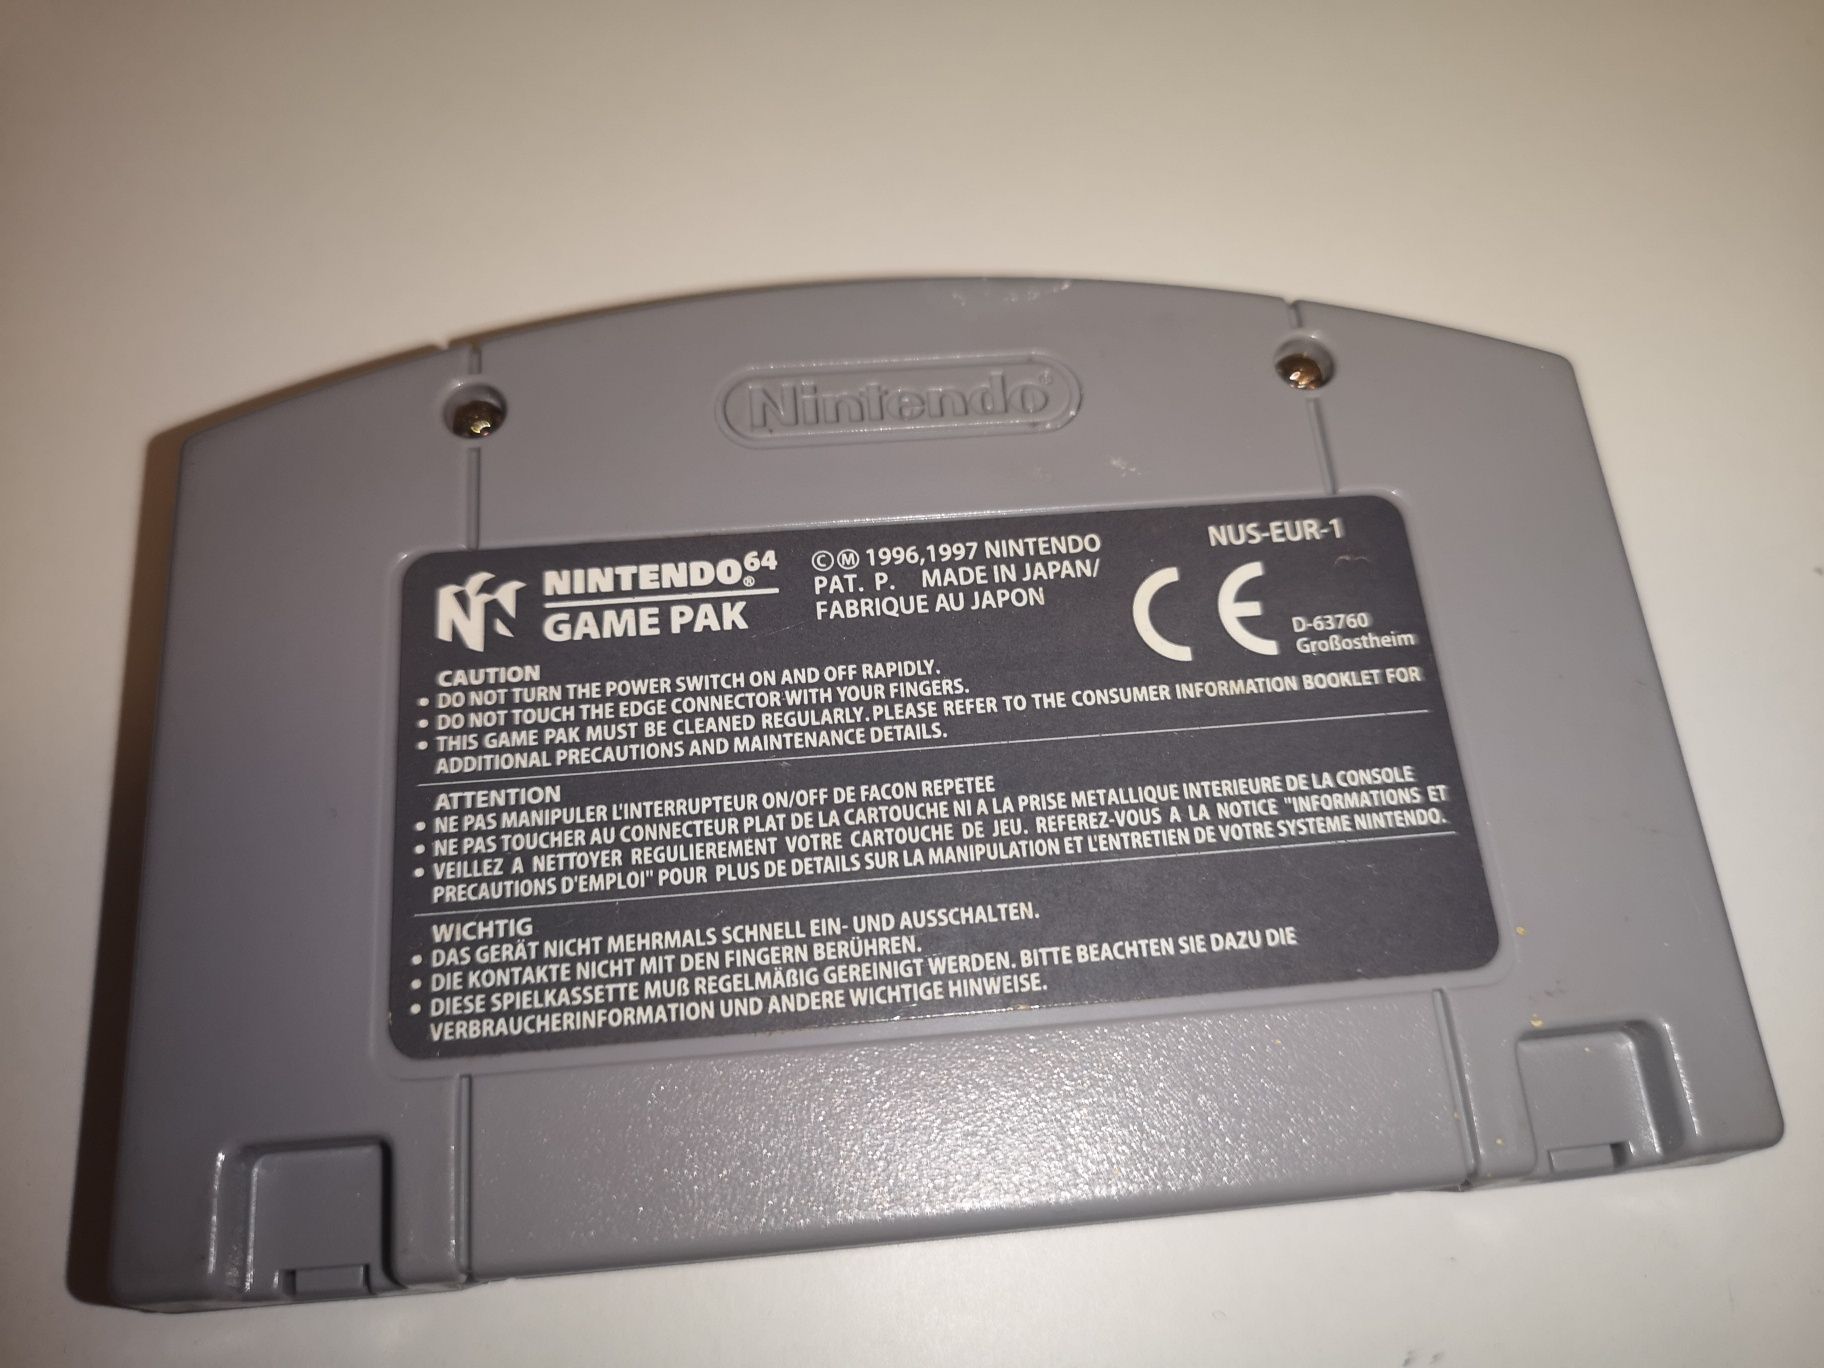 Nintendo®
NINTENDO64®
GAME PAK
©Ⓜ 1996,1997 NINTENDO
PAT. P. MADE IN JAPAN/
FABRIQUE AU JAPON
NUS-EUR-1
CE
D-63760
Großostheim
CAUTION
• DO NOT TURN THE POWER SWITCH ON AND OFF RAPIDLY.
• DO NOT TOUCH THE EDGE CONNECTOR WITH YOUR FINGERS.
• THIS GAME PAK MUST BE CLEANED REGULARLY. PLEASE REFER TO THE CONSUMER INFORMATION BOOKLET FOR
ADDITIONAL PRECAUTIONS AND MAINTENANCE DETAILS.
ATTENTION
• NE PAS MANIPULER L'INTERRUPTEUR ON/OFF DE FACON REPETEE
• NE PAS TOUCHER AU CONNECTEUR PLAT DE LA CARTOUCHE NI A LA PRISE METALLIQUE INTERIEURE DE LA CONSOLE
• VEILLEZ A NETTOYER REGULIEREMENT VOTRE CARTOUCHE DE JEU. REFEREZ-VOUS A LA NOTICE "INFORMATIONS ET
PRECAUTIONS D'EMPLOI" POUR PLUS DE DETAILS SUR LA MANIPULATION ET L'ENTRETIEN DE VOTRE SYSTEME NINTENDO.
WICHTIG
• DAS GERÄT NICHT MEHRMALS SCHNELL EIN- UND AUSSCHALTEN.
• DIE KONTAKTE NICHT MIT DEN FINGERN BERÜHREN.
• DIESE SPIELKASSETTE MUß REGELMÄßIG GEREINIGT WERDEN. BITTE BEACHTEN SIE DAZU DIE
VERBRAUCHERINFORMATION UND ANDERE WICHTIGE HINWEISE.